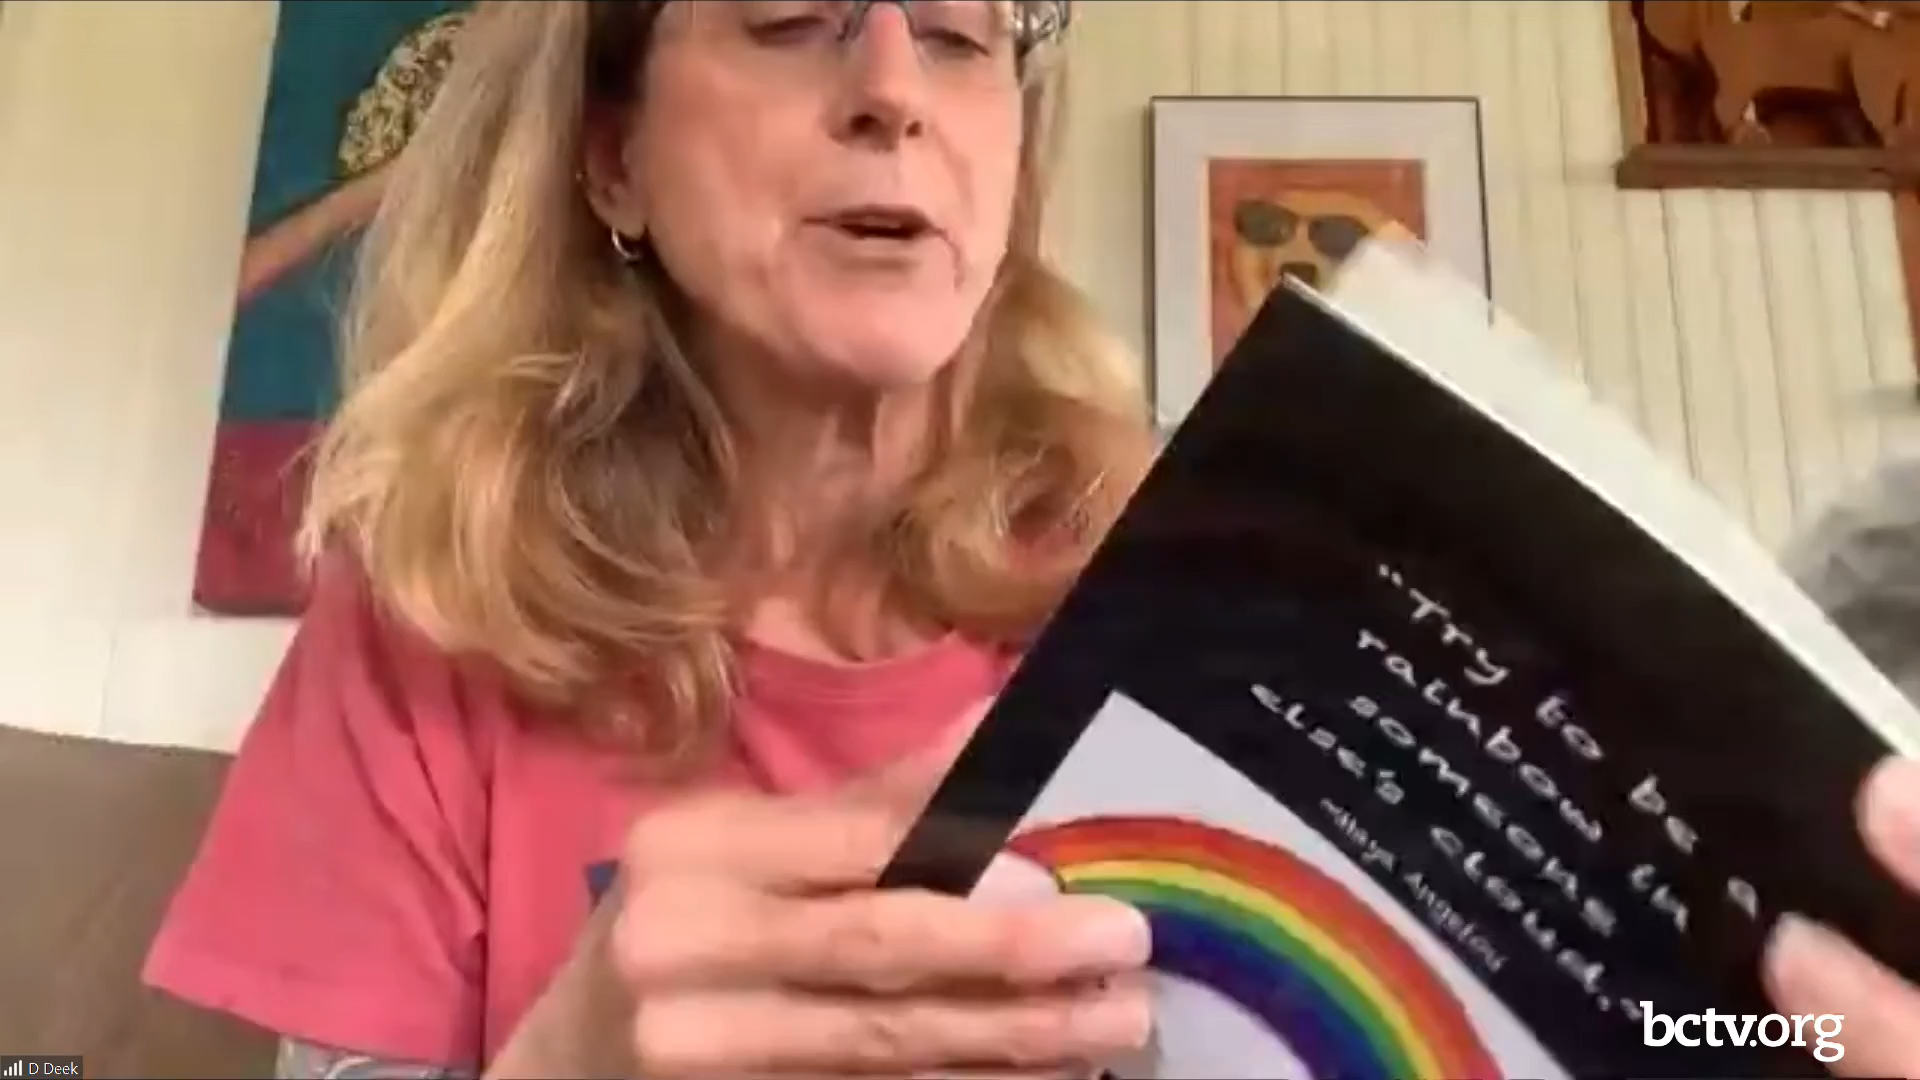 "Try to be a
rainbow in
someone
else's cloud."
~Maya Angelou
bctv.org
D Deek